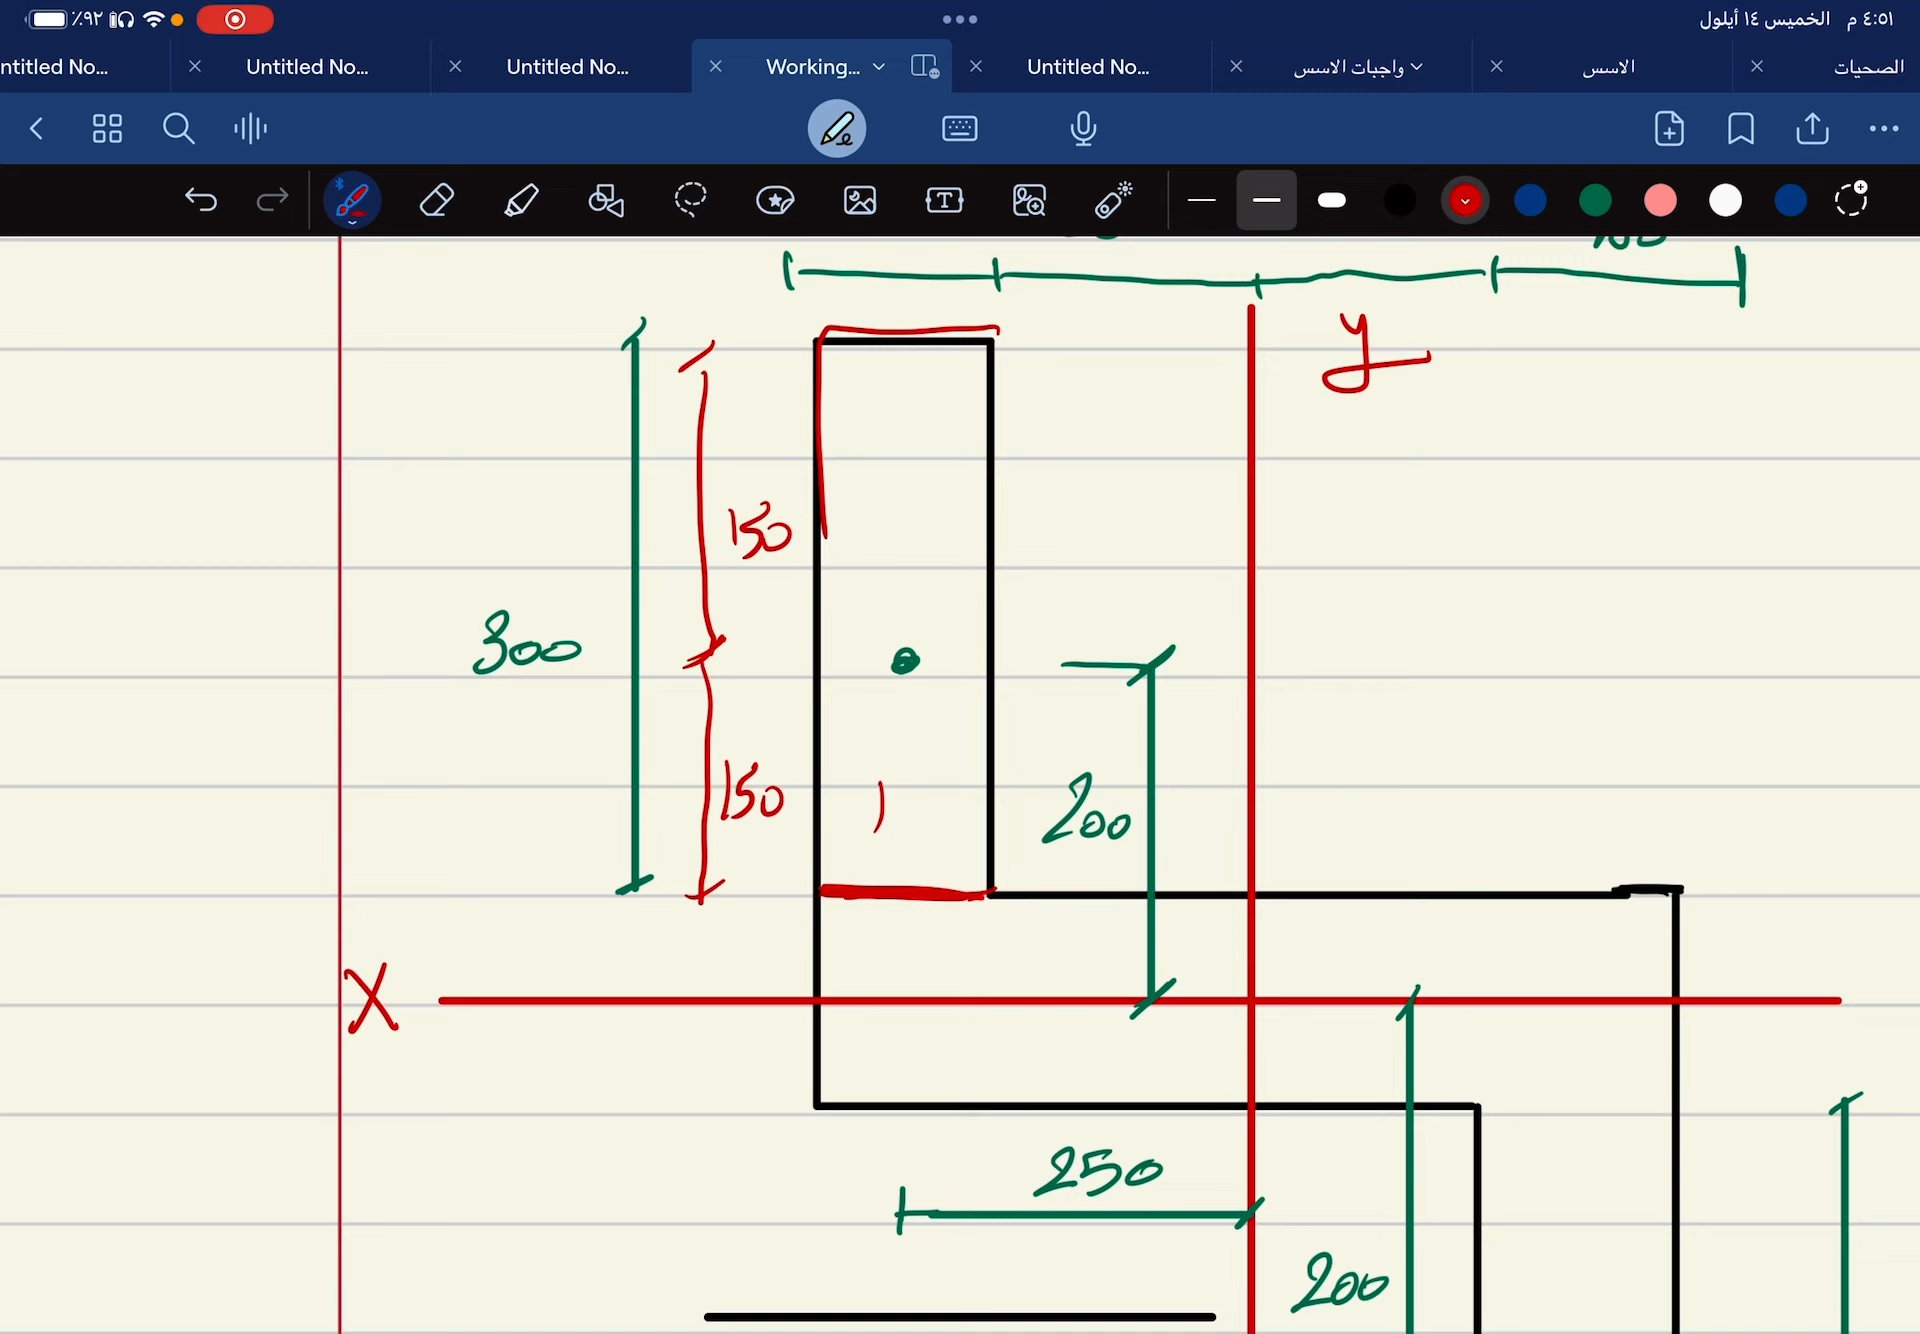 ٪٩٢
٤:٥١ م الخميس ١٤ أيلول
ntitled No...
Untitled No...
Untitled No...
Working...
Untitled No...
واجبات الاسس
الاسس
الصحيات
y
150
300
150
1
200
X
250
200